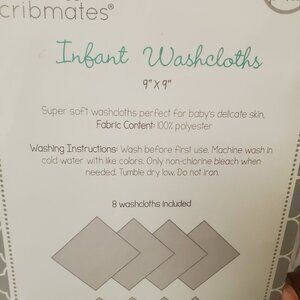 cribmates®
Infant Washcloths
9" X 9"
Super soft washcloths perfect for baby's delicate skin.
Fabric Content: 100% polyester
Washing Instructions: Wash before first use. Machine wash in
cold water with like colors. Only non-chlorine bleach when
needed. Tumble dry low. Do not iron.
8 washcloths included